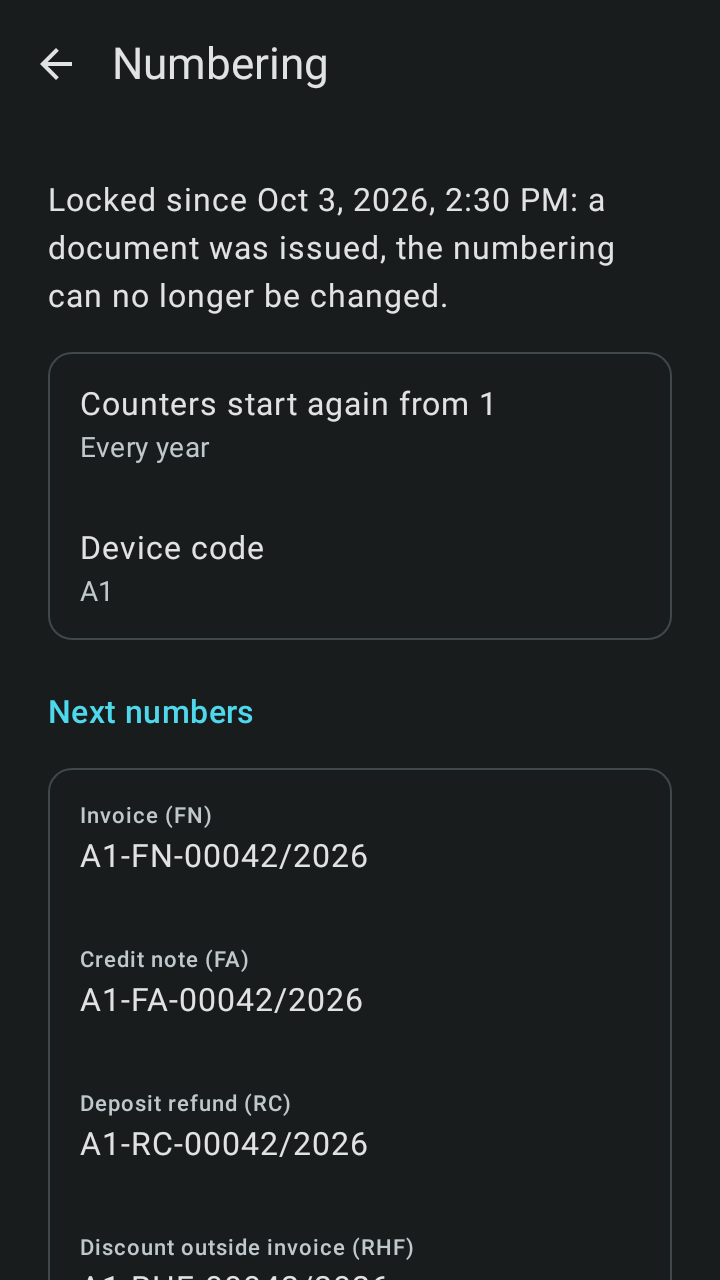 Numbering
Locked since Oct 3, 2026, 2:30 PM: a
document was issued, the numbering
can no longer be changed.
Counters start again from 1
Every year
Device code
A1
Next numbers
Invoice (FN)
A1-FN-00042/2026
Credit note (FA)
A1-FA-00042/2026
Deposit refund (RC)
A1-RC-00042/2026
Discount outside invoice (RHF)